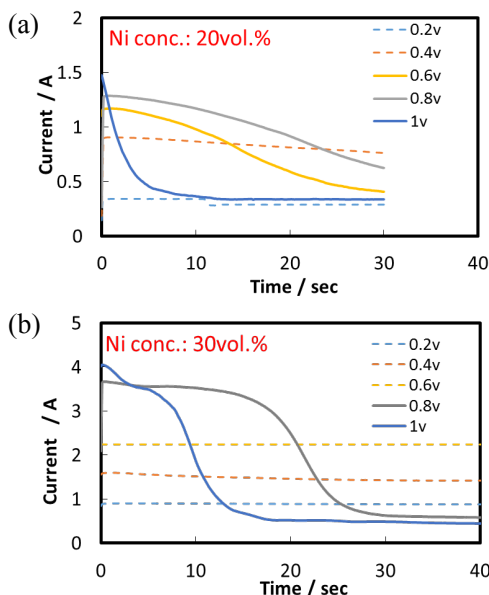 (a)
Ni conc.: 20vol.%
0.2v
0.4v
0.6v
0.8v
1v
2
1.5
1
0.5
0
Current / A
0 10 20 30 40
Time / sec
(b)
Ni conc.: 30vol.%
0.2v
0.4v
0.6v
0.8v
1v
5
4
3
2
1
0
Current / A
0 10 20 30 40
Time / sec